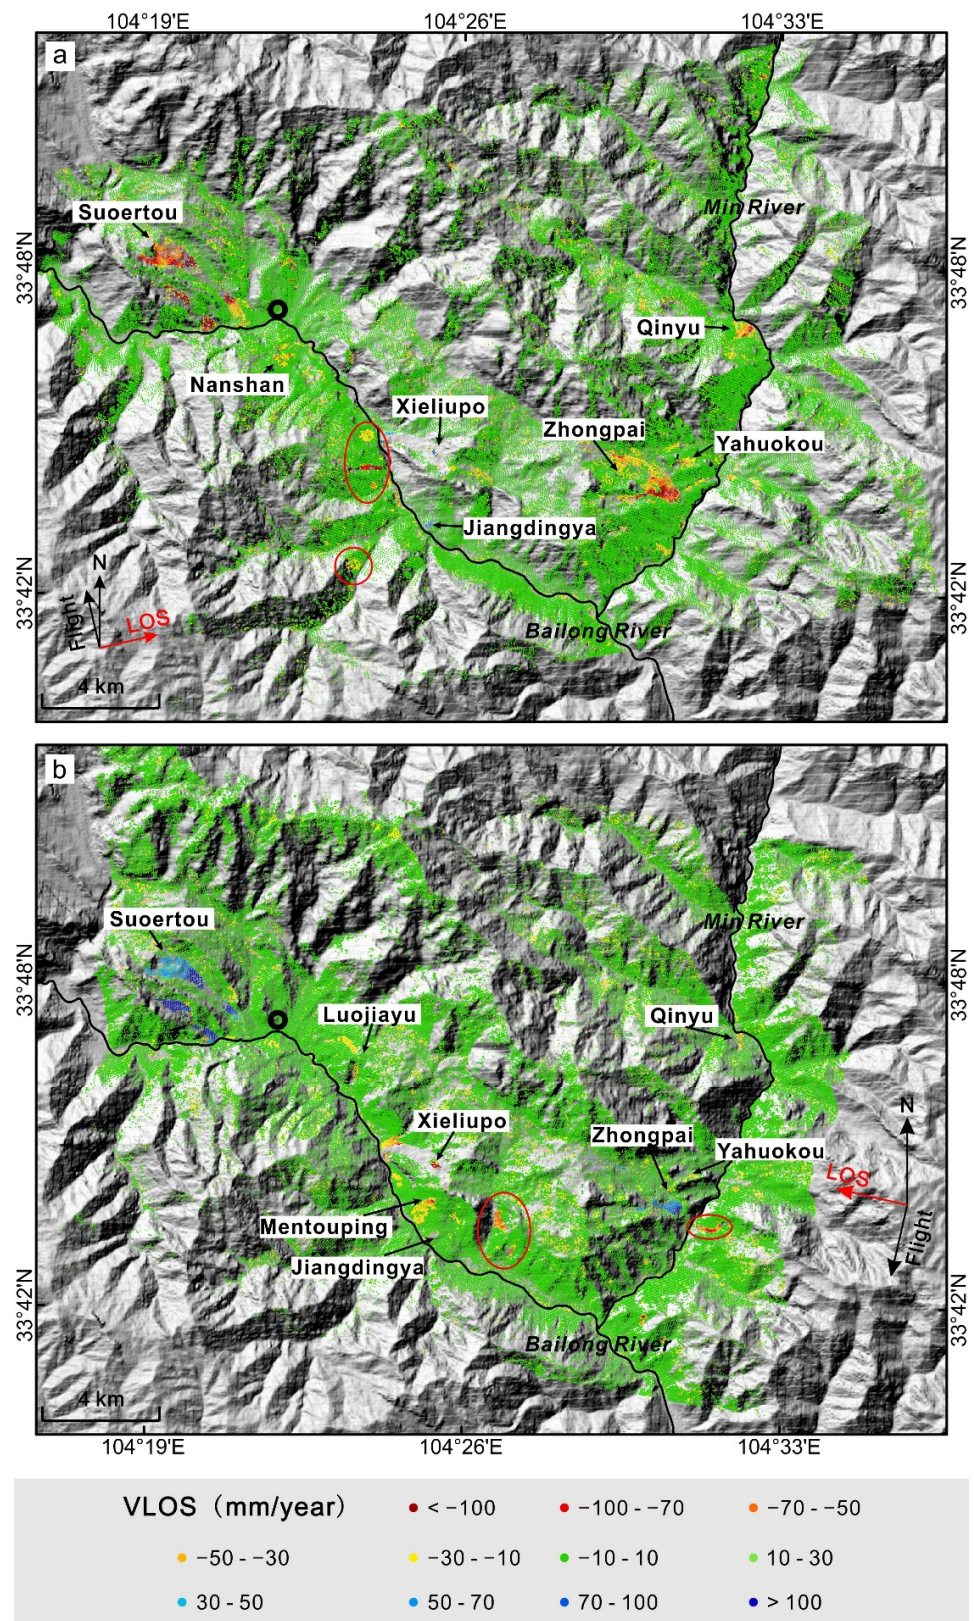 104°19'E 104°26'E 104°33'E
a
Min River
Suoertou
33°48'N 33°48'N
Qinyu
Nanshan
Xieliupo
Zhongpai
Yahuokou
Jiangdingya
N
33°42'N 33°42'N
Flight LOS
Bailong River
4 km
b
Suoertou
Min River
33°48'N 33°48'N
Luojiayu
Qinyu
N
Xieliupo
Zhongpai
Yahuokou
LOS
Mentouping
Flight
Jiangdingya
33°42'N 33°42'N
Bailong River
4 km
104°19'E 104°26'E 104°33'E
VLOS（mm/year） < −100 −100 - −70 −70 - −50
−50 - −30 −30 - −10 −10 - 10 10 - 30
30 - 50 50 - 70 70 - 100 > 100